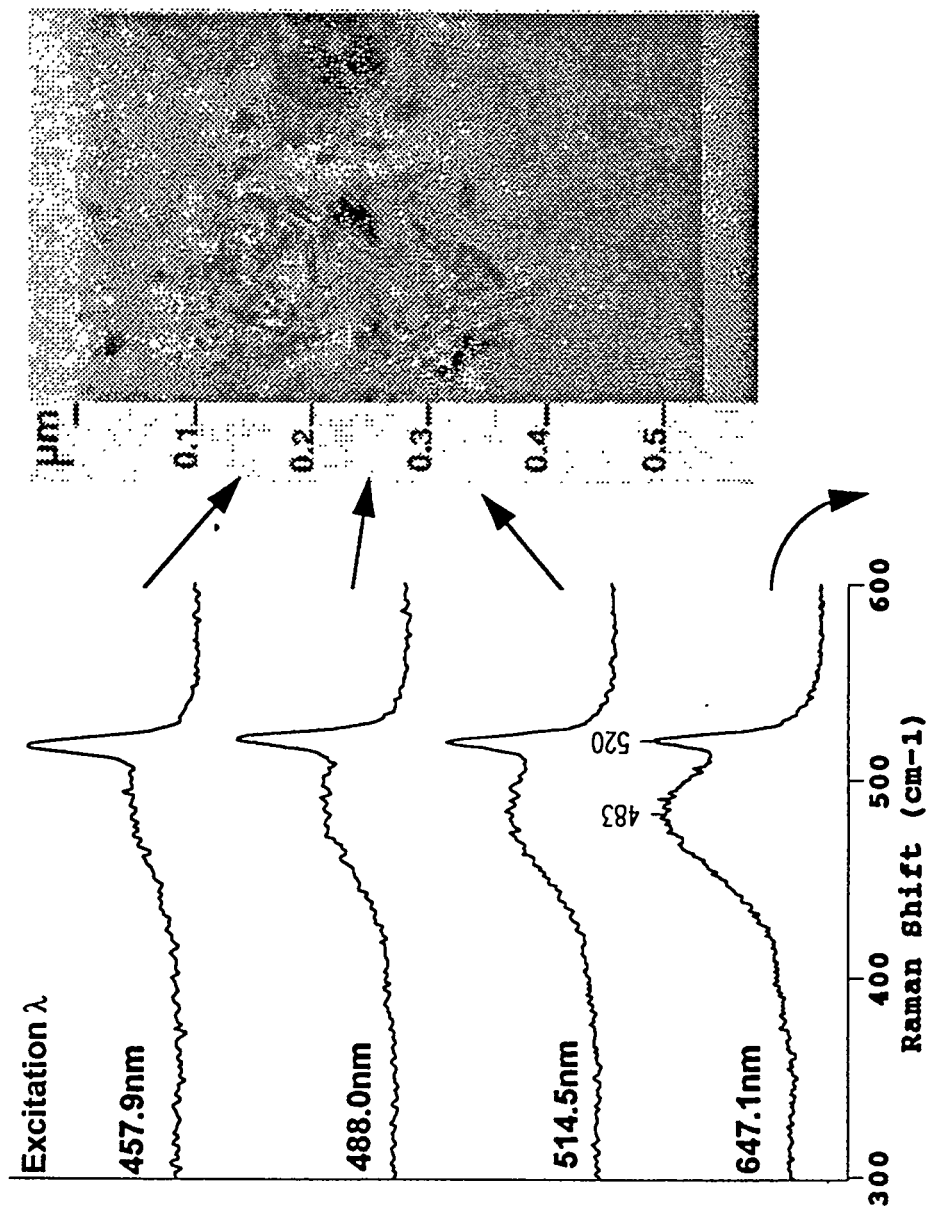 Excitation λ
457.9nm
488.0nm
514.5nm
647.1nm
483
520
300
400
500
600
Raman Shift (cm-1)
μm
0.1
0.2
0.3
0.4
0.5